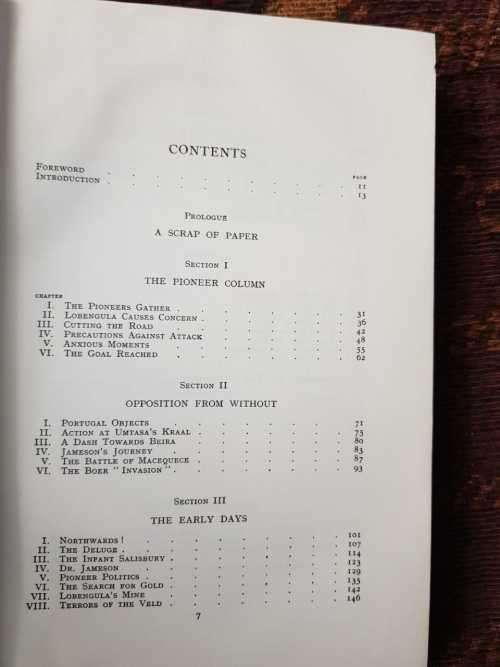 CONTENTS
PAGE
Foreword . . . . . . . . . 11
Introduction . . . . . . . . . 13
Prologue
A SCRAP OF PAPER
Section I
THE PIONEER COLUMN
CHAPTER
I. The Pioneers Gather . . . . . . . 31
II. Lobengula Causes Concern . . . . . . 36
III. Cutting the Road . . . . . . . 42
IV. Precautions Against Attack . . . . . . 48
V. Anxious Moments . . . . . . . 55
VI. The Goal Reached . . . . . . . 62
Section II
OPPOSITION FROM WITHOUT
I. Portugal Objects . . . . . . . 71
II. Action at Umtasa's Kraal . . . . . . 75
III. A Dash Towards Beira . . . . . . . 80
IV. Jameson's Journey . . . . . . . 83
V. The Battle of Macequece . . . . . . 87
VI. The Boer "Invasion" . . . . . . . 93
Section III
THE EARLY DAYS
I. Northwards! . . . . . . . . 101
II. The Deluge . . . . . . . . 107
III. The Infant Salisbury . . . . . . . 114
IV. Dr. Jameson . . . . . . . . 123
V. Pioneer Politics . . . . . . . 129
VI. The Search for Gold . . . . . . . 135
VII. Lobengula's Mine . . . . . . . 142
VIII. Terrors of the Veld . . . . . . . 146
7